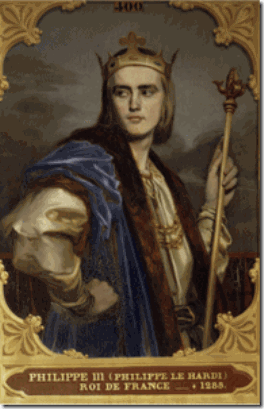 400
PHILIPPE III (PHILIPPE LE HARDI)
ROI DE FRANCE + 1285.